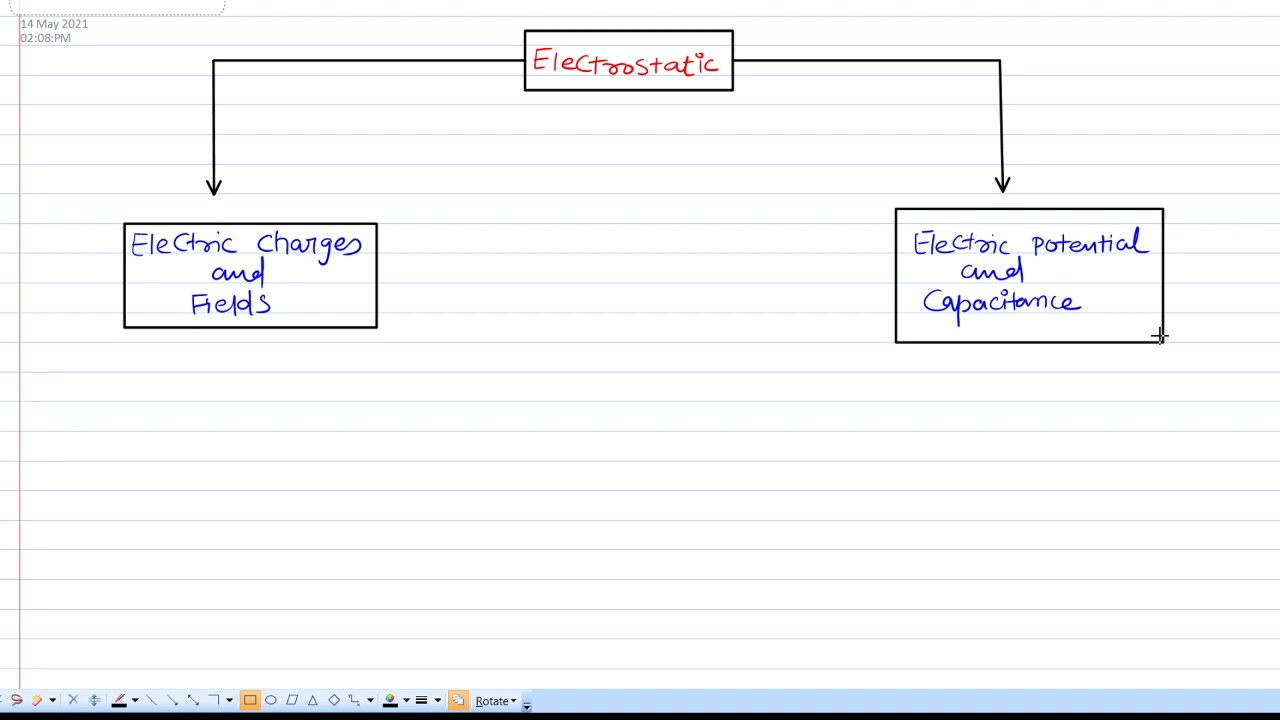 14 May 2021
02:08:PM
Electrostatic
Electric Charges
and
Fields
Electric potential
and
Capacitance
Rotate